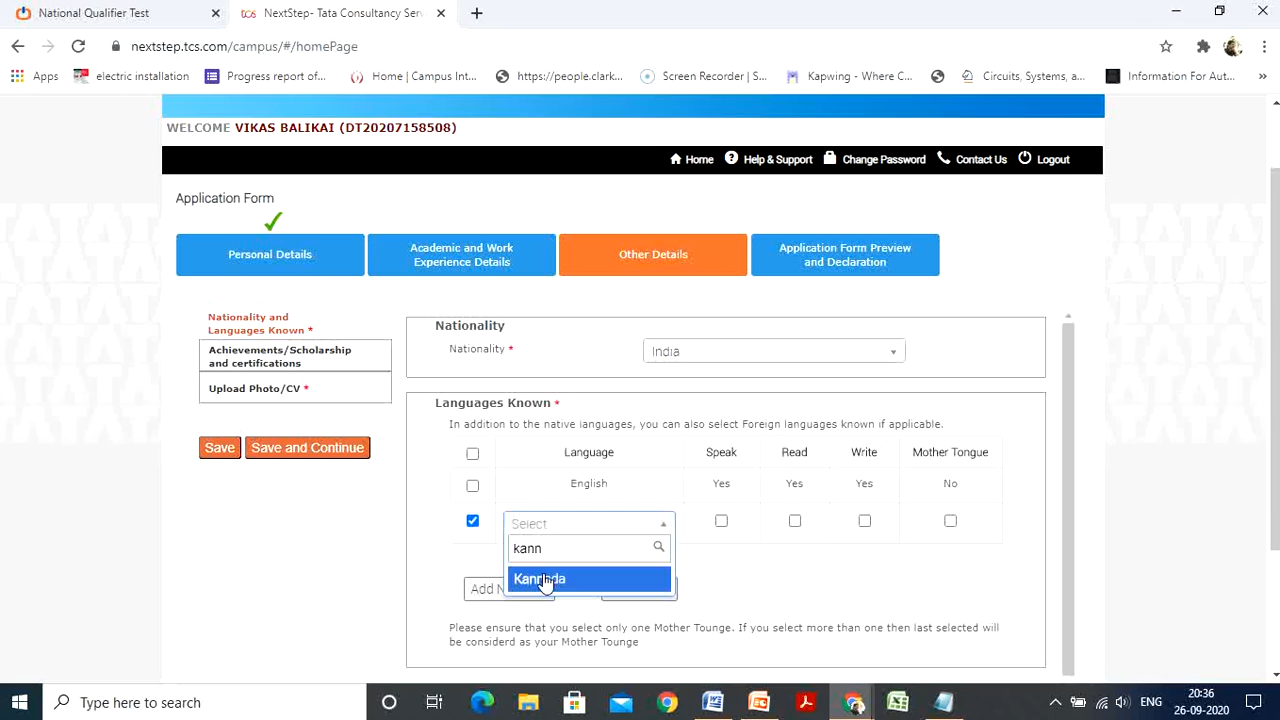 National Qualifier Test
tcs NextStep- Tata Consultancy Serv
nextstep.tcs.com/campus/#/homePage
Apps electric installation Progress report of... Home | Campus Int... https://people.clark... Screen Recorder | S... Kapwing - Where C... Circuits, Systems, a... Information For Aut... »
WELCOME VIKAS BALIKAI (DT20207158508)
Home Help & Support Change Password Contact Us Logout
Application Form
Personal Details
Academic and Work
Experience Details
Other Details
Application Form Preview
and Declaration
Nationality and
Languages Known *
Achievements/Scholarship
and certifications
Upload Photo/CV *
Save Save and Continue
Nationality
Nationality * India
Languages Known *
In addition to the native languages, you can also select Foreign languages known if applicable.
Language Speak Read Write Mother Tongue
English Yes Yes Yes No
Select
kann
Kannada
Add
Please ensure that you select only one Mother Tounge. If you select more than one then last selected will
be considerd as your Mother Tounge
Type here to search
ENG
20:36
26-09-2020